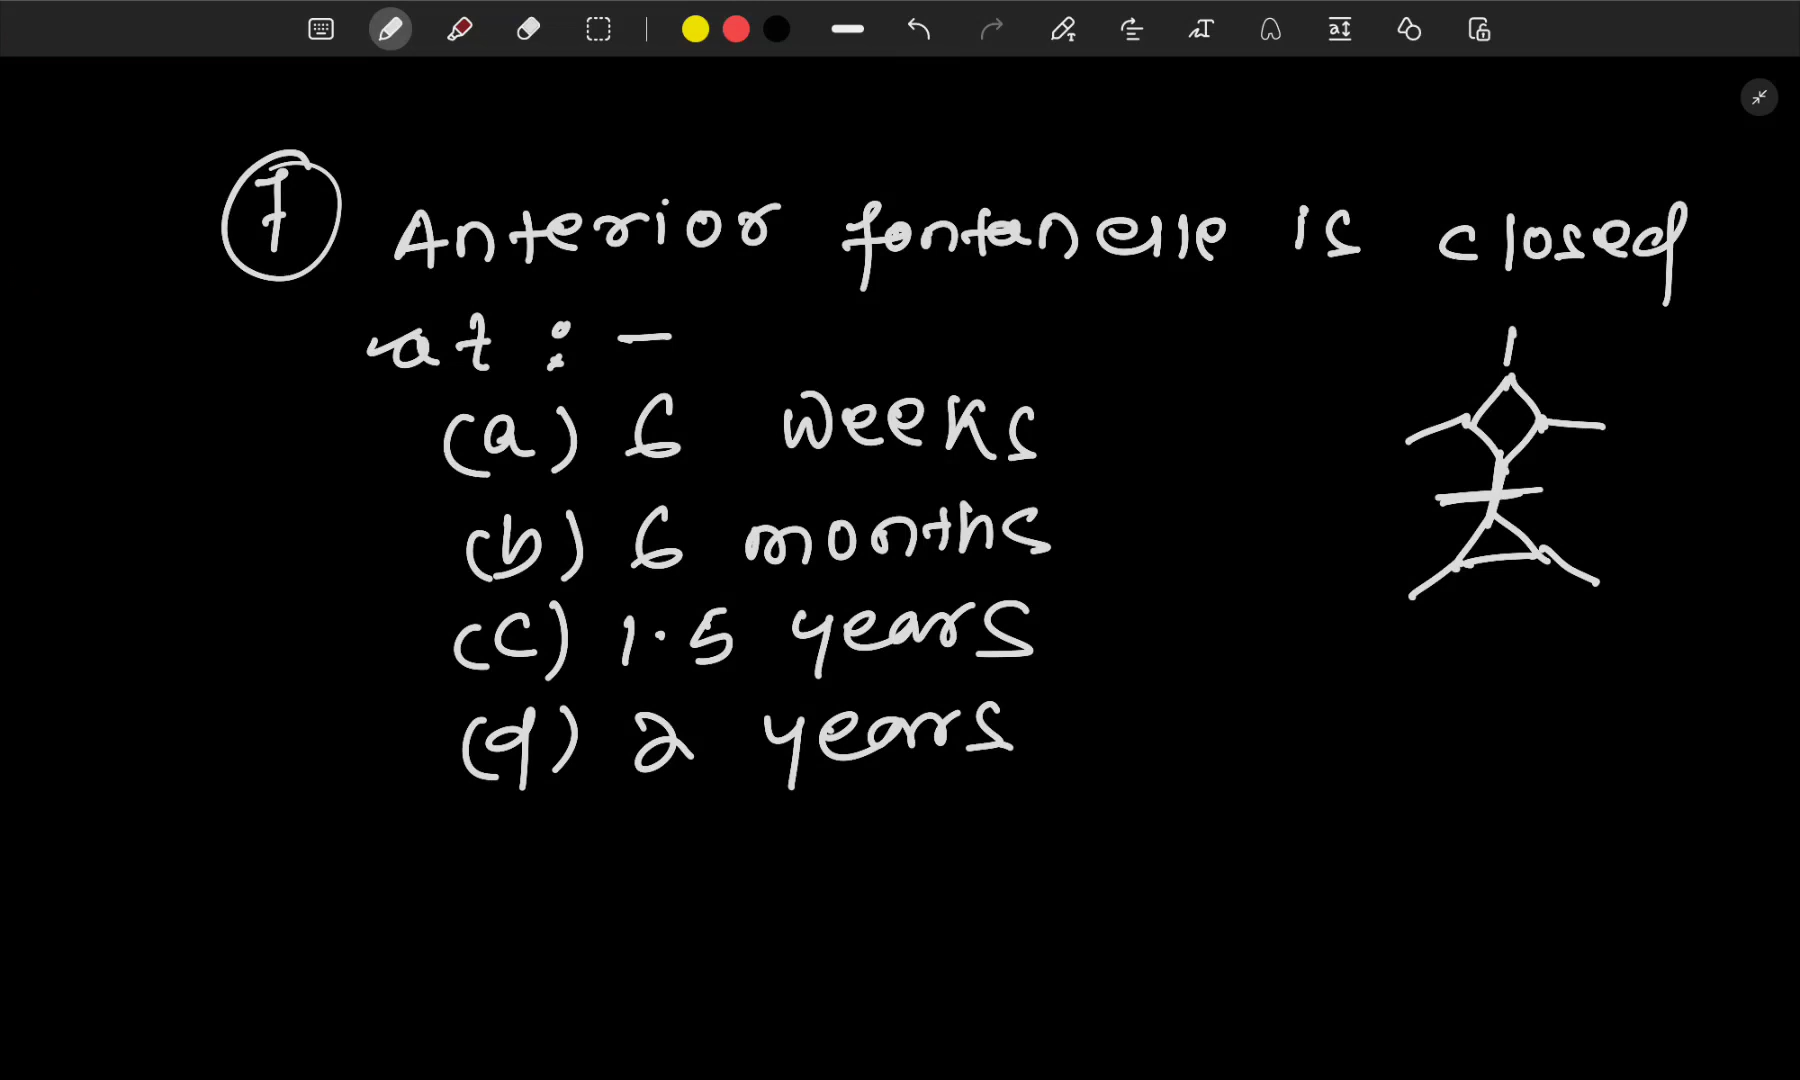 7 Anterior fontanelle is closed
at : -
(a) 6 weeks
(b) 6 months
(c) 1.5 years
(d) 2 years